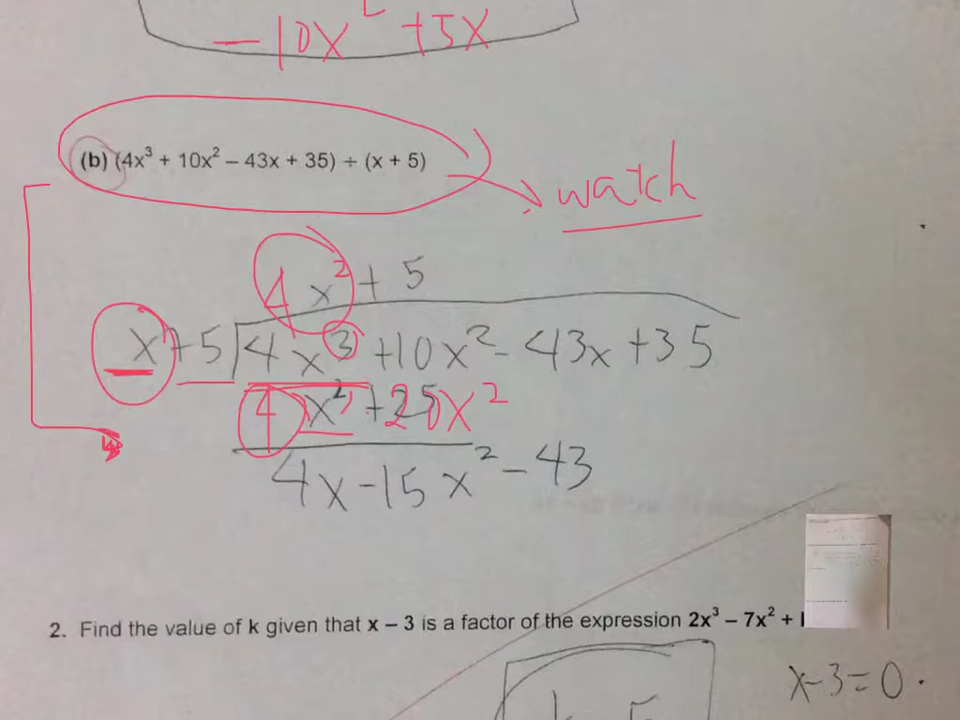 -10x² +5x
(b) (4x³ + 10x² – 43x + 35) ÷ (x + 5)
watch
4x² + 5
x+5 4x³ +10x² - 43x +35
4x² +20x²
4x -15x² - 43
2. Find the value of k given that x – 3 is a factor of the expression 2x³ – 7x² +
x-3=0